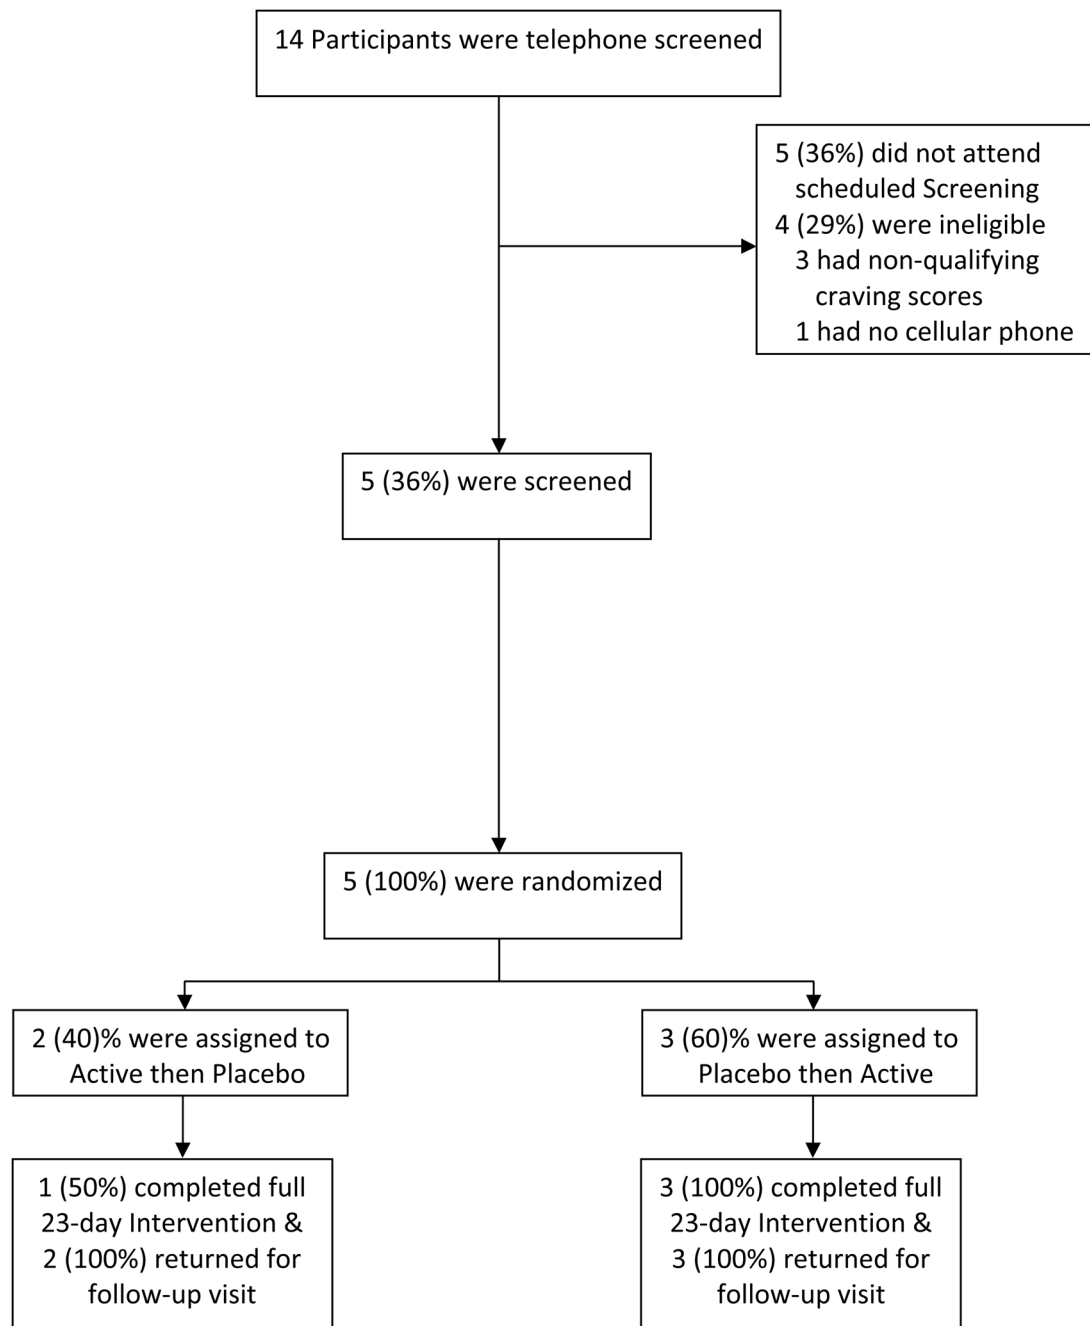 14 Participants were telephone screened
5 (36%) did not attend
scheduled Screening
4 (29%) were ineligible
3 had non-qualifying
craving scores
1 had no cellular phone
5 (36%) were screened
5 (100%) were randomized
2 (40)% were assigned to
Active then Placebo
3 (60)% were assigned to
Placebo then Active
1 (50%) completed full
23-day Intervention &
2 (100%) returned for
follow-up visit
3 (100%) completed full
23-day Intervention &
3 (100%) returned for
follow-up visit